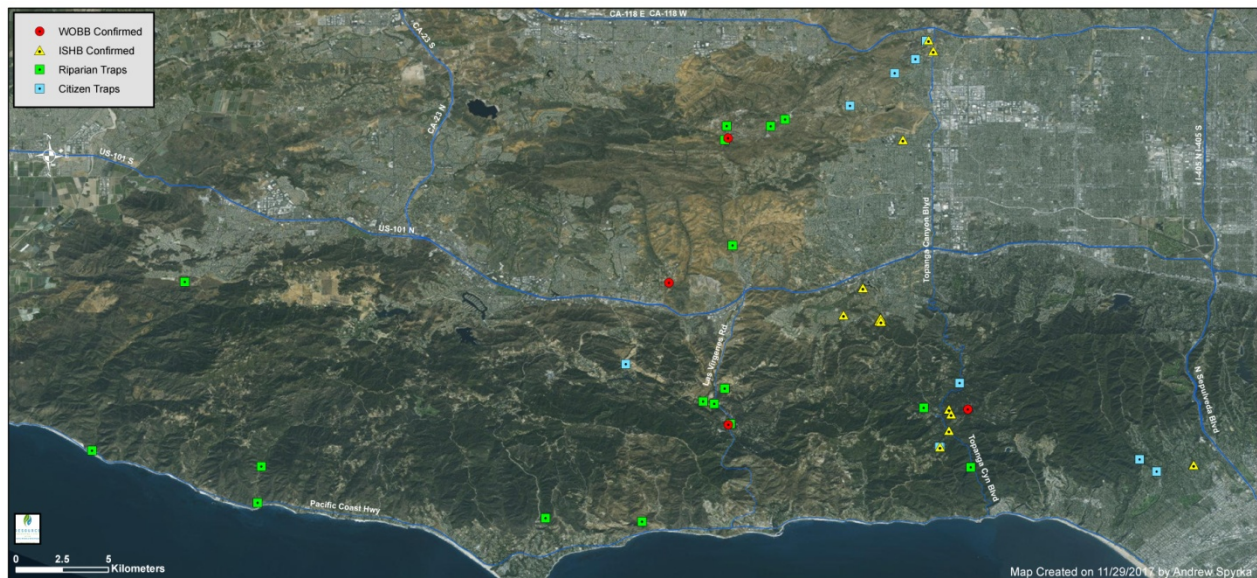 WOBB Confirmed
ISHB Confirmed
Riparian Traps
Citizen Traps
CA-118 E CA-118 W
CA-23 S
CA-23 N
US-101 S
US-101 N
Topanga Canyon Blvd
I-405 N I-405 S
Las Virgenes Rd.
N Sepulveda Blvd
Topanga Cyn Blvd
Pacific Coast Hwy
0 2.5 5
Kilometers
Map Created on 11/29/2017 by Andrew Spyrka